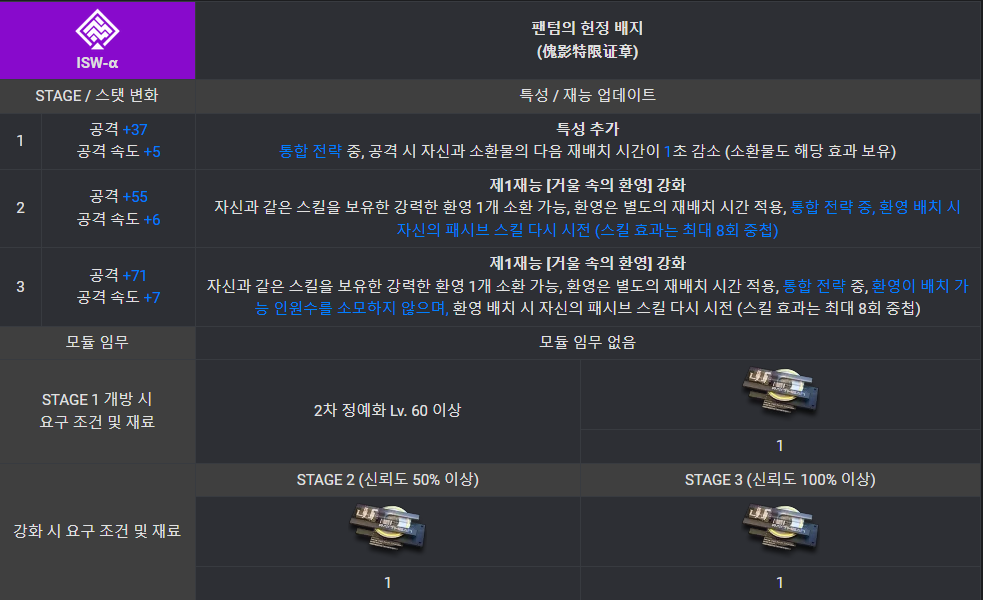 ISW-α
팬텀의 헌정 배지
(傀影特限证章)
STAGE / 스탯 변화
특성 / 재능 업데이트
1
공격 +37
공격 속도 +5
특성 추가
통합 전략 중, 공격 시 자신과 소환물의 다음 재배치 시간이 1초 감소 (소환물도 해당 효과 보유)
2
공격 +55
공격 속도 +6
제1재능 [거울 속의 환영] 강화
자신과 같은 스킬을 보유한 강력한 환영 1개 소환 가능, 환영은 별도의 재배치 시간 적용, 통합 전략 중, 환영 배치 시
자신의 패시브 스킬 다시 시전 (스킬 효과는 최대 8회 중첩)
3
공격 +71
공격 속도 +7
제1재능 [거울 속의 환영] 강화
자신과 같은 스킬을 보유한 강력한 환영 1개 소환 가능, 환영은 별도의 재배치 시간 적용, 통합 전략 중, 환영이 배치 가
능 인원수를 소모하지 않으며, 환영 배치 시 자신의 패시브 스킬 다시 시전 (스킬 효과는 최대 8회 중첩)
모듈 임무
모듈 임무 없음
STAGE 1 개방 시
요구 조건 및 재료
2차 정예화 Lv. 60 이상
1
강화 시 요구 조건 및 재료
STAGE 2 (신뢰도 50% 이상)
STAGE 3 (신뢰도 100% 이상)
1
1